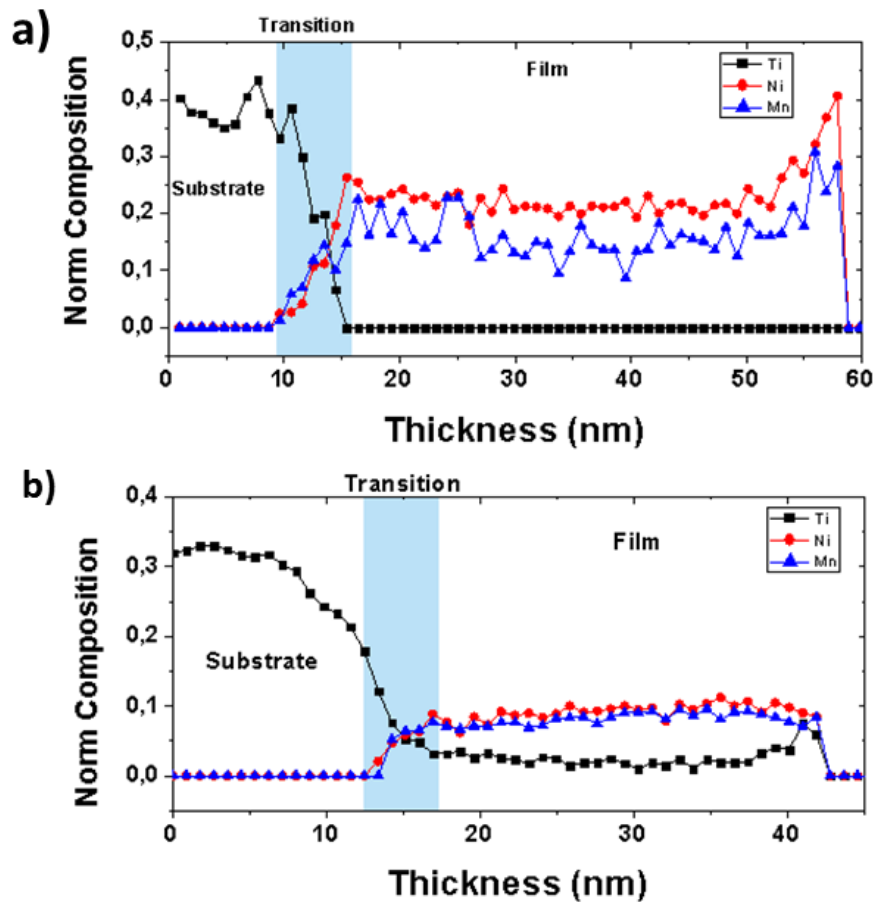 a)
Transition
0,5
0,4
0,3
0,2
0,1
0,0
Norm Composition
Substrate
Film
Ti
Ni
Mn
0
10
20
30
40
50
60
Thickness (nm)
b)
Transition
0,4
0,3
0,2
0,1
0,0
Norm Composition
Substrate
Film
Ti
Ni
Mn
0
10
20
30
40
Thickness (nm)